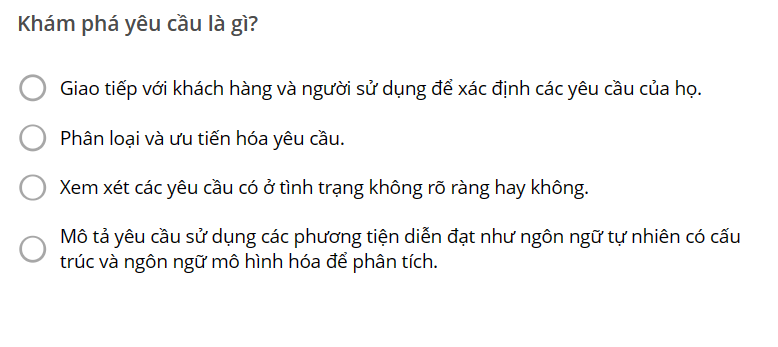 Khám phá yêu cầu là gì?
Giao tiếp với khách hàng và người sử dụng để xác định các yêu cầu của họ.
Phân loại và ưu tiến hóa yêu cầu.
Xem xét các yêu cầu có ở tình trạng không rõ ràng hay không.
Mô tả yêu cầu sử dụng các phương tiện diễn đạt như ngôn ngữ tự nhiên có cấu
trúc và ngôn ngữ mô hình hóa để phân tích.